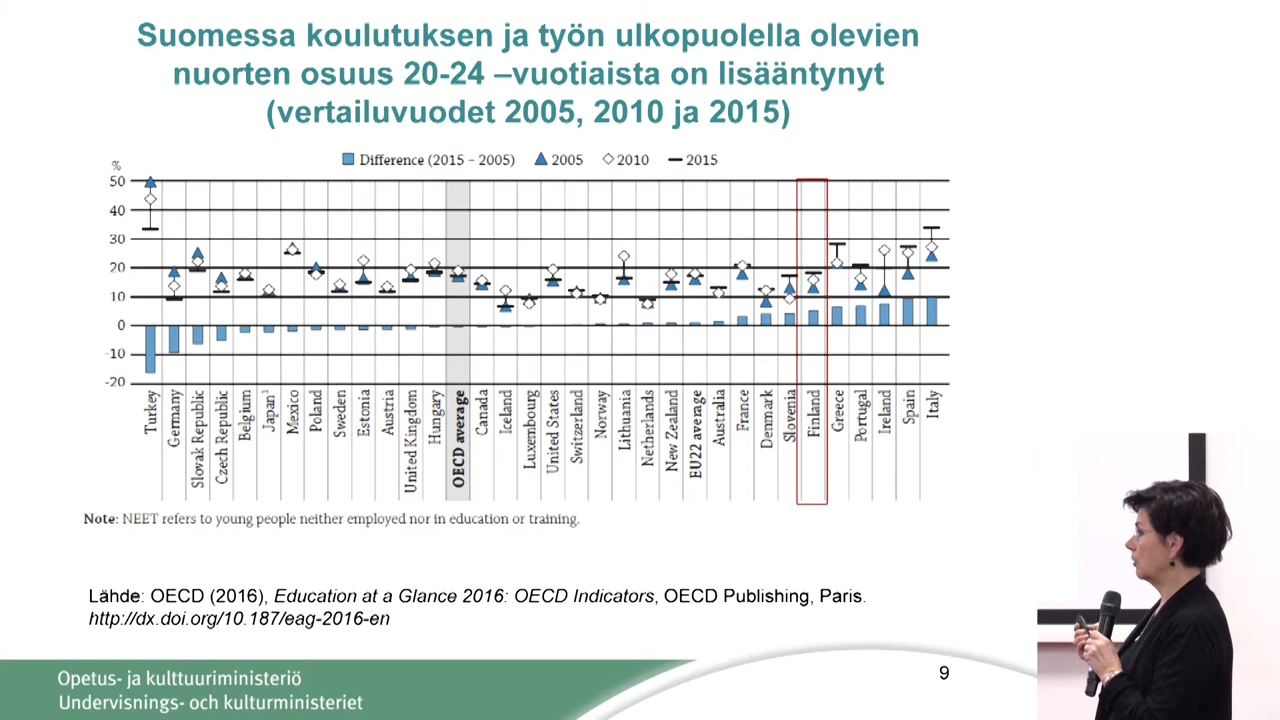 Suomessa koulutuksen ja työn ulkopuolella olevien
nuorten osuus 20-24 –vuotiaista on lisääntynyt
(vertailuvuodet 2005, 2010 ja 2015)
Difference (2015 – 2005) 2005 2010 2015
%
50
40
30
20
10
0
-10
-20
Turkey
Germany
Slovak Republic
Czech Republic
Belgium
Japan¹
Mexico
Poland
Sweden
Estonia
Austria
United Kingdom
Hungary
OECD average
Canada
Iceland
Luxembourg
United States
Switzerland
Norway
Lithuania
Netherlands
New Zealand
EU22 average
Australia
France
Denmark
Slovenia
Finland
Greece
Portugal
Ireland
Spain
Italy
Note: NEET refers to young people neither employed nor in education or training.
Lähde: OECD (2016), Education at a Glance 2016: OECD Indicators, OECD Publishing, Paris.
http://dx.doi.org/10.187/eag-2016-en
9
Opetus- ja kulttuuriministeriö
Undervisnings- och kulturministeriet